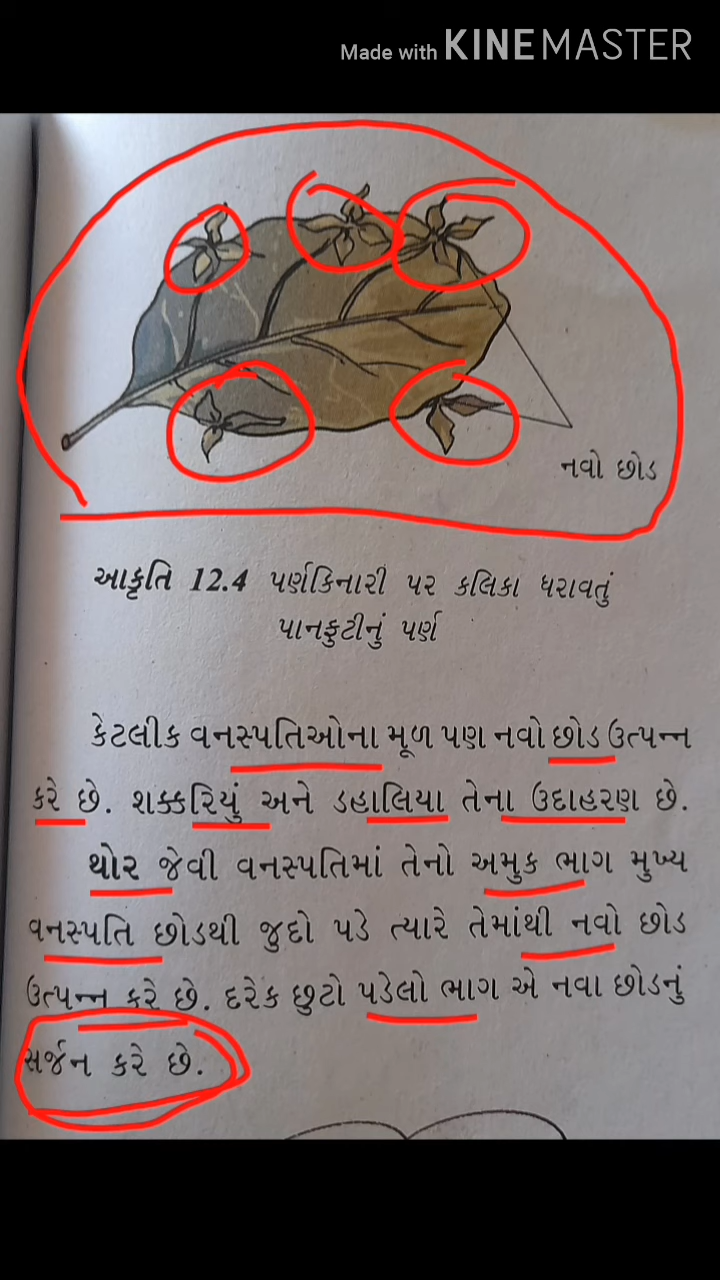 Made with KINEMASTER
નવો છોડ
આકૃતિ 12.4 પર્ણકિનારી પર કલિકા ધરાવતું
પાનફુટીનું પર્ણ
કેટલીક વનસ્પતિઓના મૂળ પણ નવો છોડ ઉત્પન્ન
કરે છે. શક્કરિયું અને ડહાલિયા તેના ઉદાહરણ છે.
થોર જેવી વનસ્પતિમાં તેનો અમુક ભાગ મુખ્ય
વનસ્પતિ છોડથી જુદો પડે ત્યારે તેમાંથી નવો છોડ
ઉત્પન્ન કરે છે. દરેક છુટો પડેલો ભાગ એ નવા છોડનું
સર્જન કરે છે.